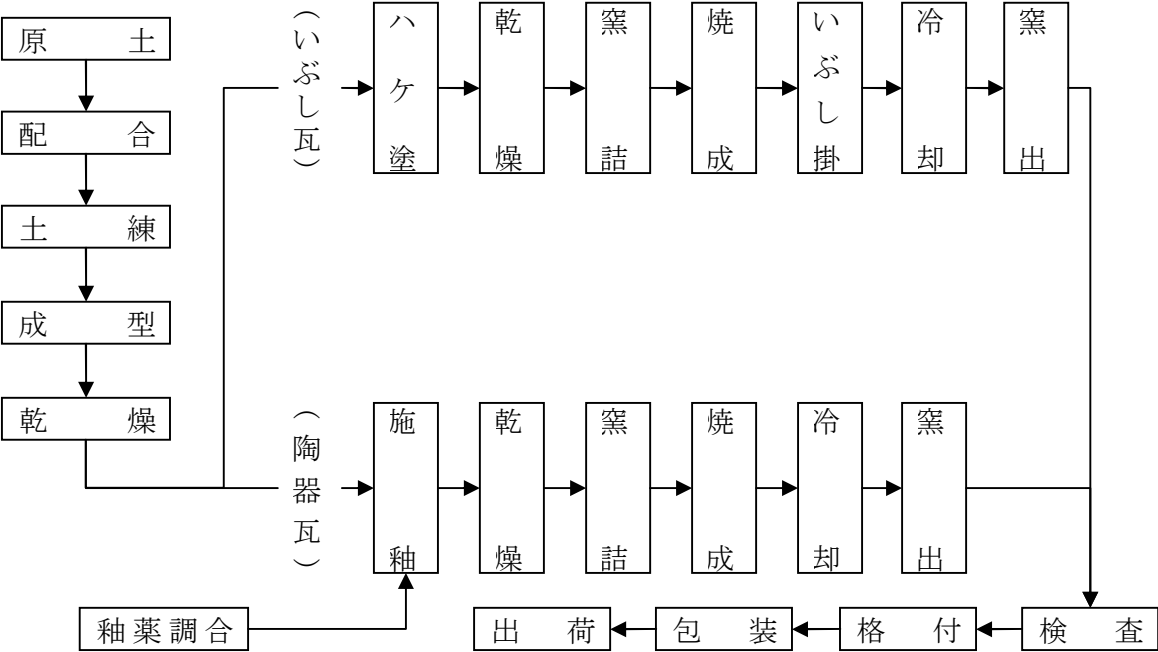 原土
配合
土練
成型
乾燥
（いぶし瓦）
ハケ塗
乾燥
窯詰
焼成
いぶし掛
冷却
窯出
（陶器瓦）
施釉
乾燥
窯詰
焼成
冷却
窯出
釉薬調合
検査
格付
包装
出荷